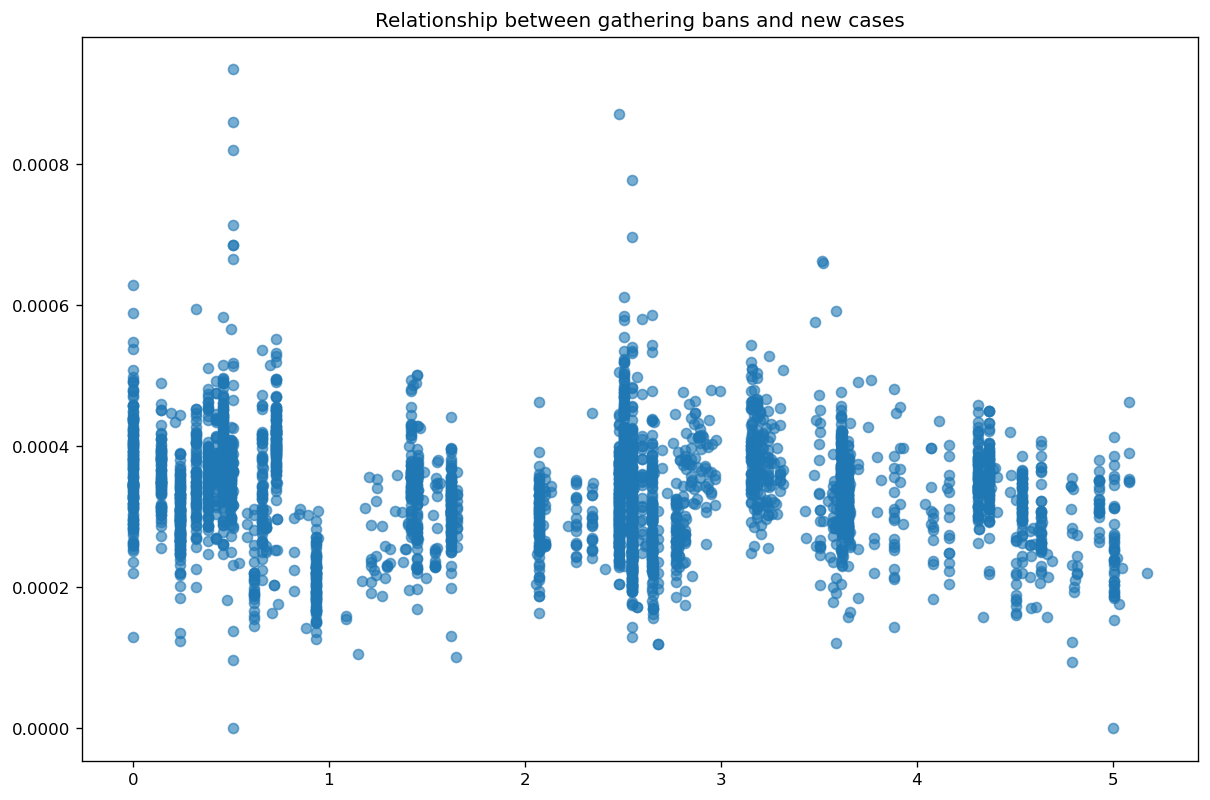 Relationship between gathering bans and new cases
0.0008
0.0006
0.0004
0.0002
0.0000
0 1 2 3 4 5